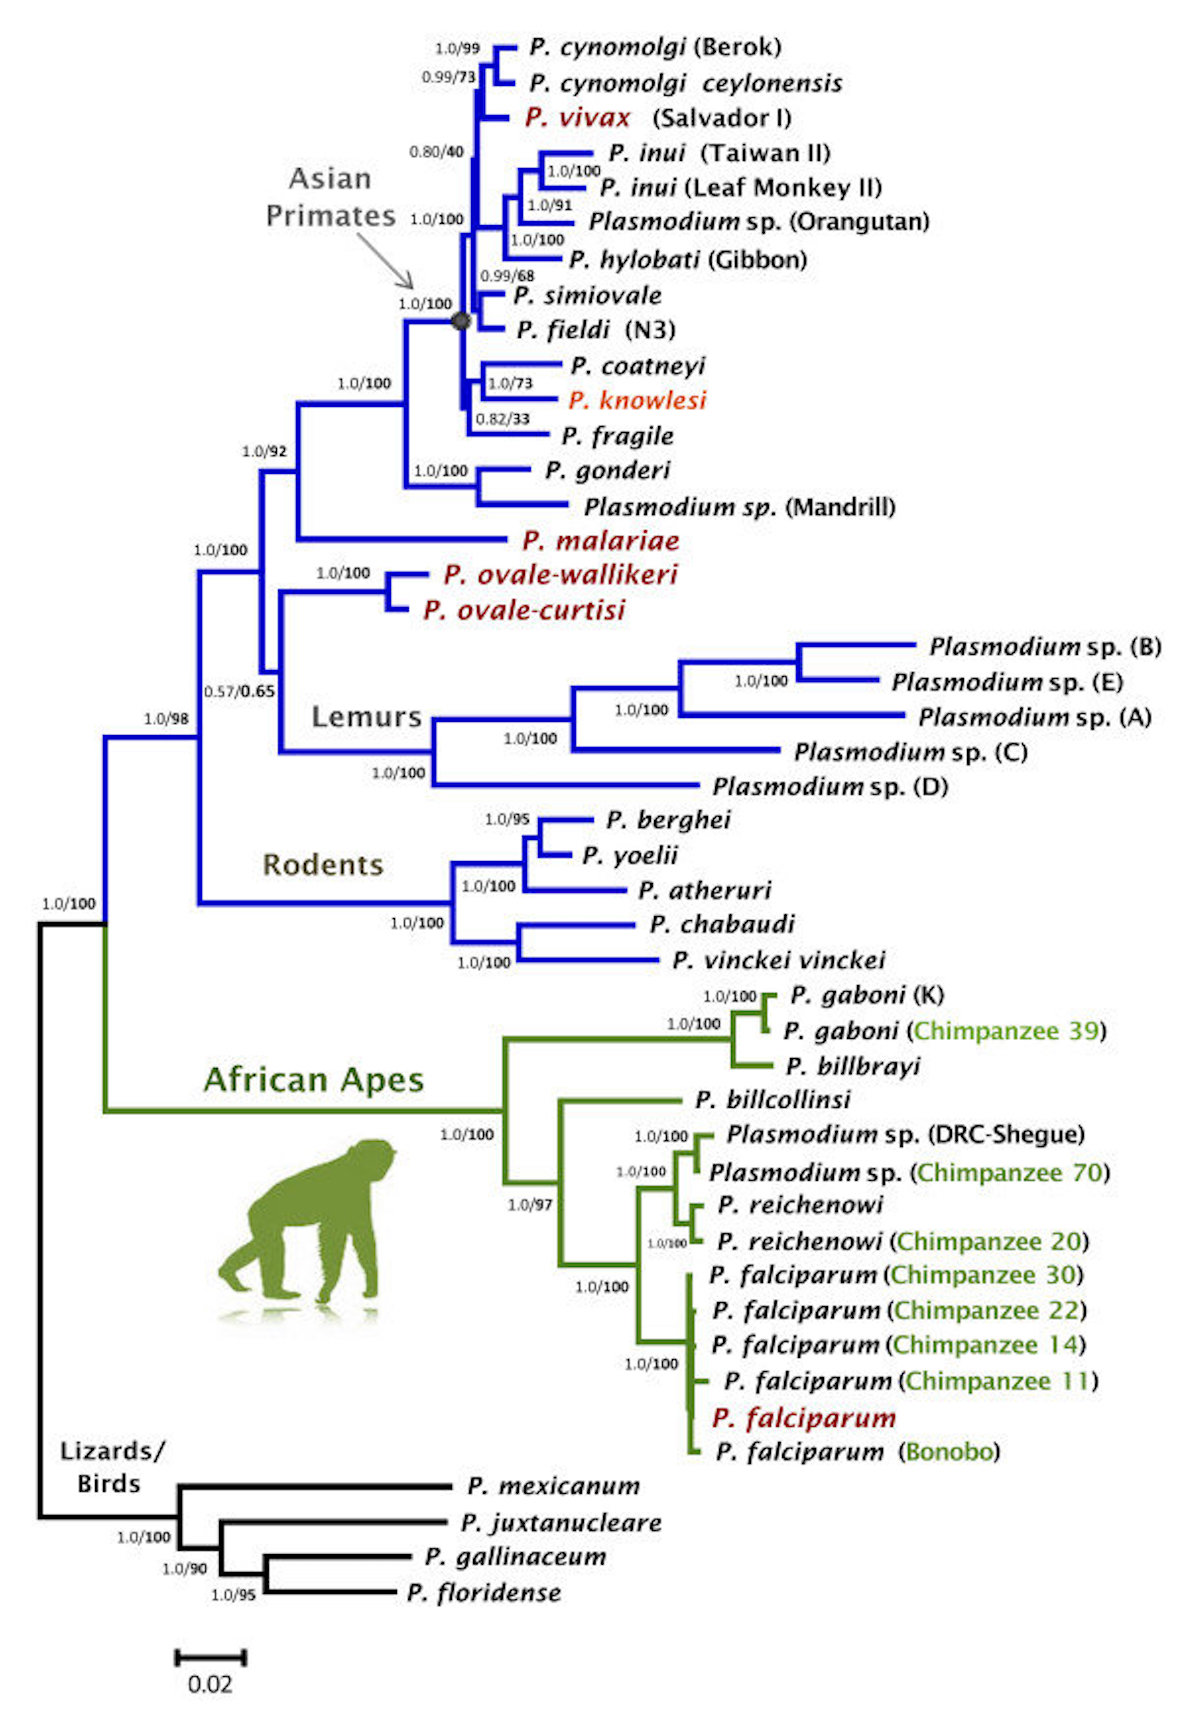 1.0/99
P. cynomolgi (Berok)
0.99/73
P. cynomolgi ceylonensis
P. vivax (Salvador I)
0.80/40
P. inui (Taiwan II)
1.0/100
Asian
Primates
P. inui (Leaf Monkey II)
1.0/91
1.0/100
Plasmodium sp. (Orangutan)
1.0/100
P. hylobati (Gibbon)
0.99/68
1.0/100
P. simiovale
P. fieldi (N3)
P. coatneyi
1.0/100
1.0/73
P. knowlesi
0.82/33
P. fragile
1.0/92
1.0/100
P. gonderi
Plasmodium sp. (Mandrill)
P. malariae
1.0/100
1.0/100
P. ovale-wallikeri
P. ovale-curtisi
Plasmodium sp. (B)
1.0/100
Plasmodium sp. (E)
0.57/0.65
1.0/98
Lemurs
1.0/100
Plasmodium sp. (A)
1.0/100
Plasmodium sp. (C)
1.0/100
Plasmodium sp. (D)
1.0/95
P. berghei
P. yoelii
Rodents
1.0/100
P. atheruri
1.0/100
1.0/100
P. chabaudi
1.0/100
P. vinckei vinckei
1.0/100
P. gaboni (K)
1.0/100
P. gaboni (Chimpanzee 39)
P. billbrayi
African Apes
P. billcollinsi
1.0/100
1.0/100
Plasmodium sp. (DRC-Shegue)
1.0/100
Plasmodium sp. (Chimpanzee 70)
1.0/97
P. reichenowi
1.0/100
P. reichenowi (Chimpanzee 20)
1.0/100
P. falciparum (Chimpanzee 30)
P. falciparum (Chimpanzee 22)
P. falciparum (Chimpanzee 14)
1.0/100
P. falciparum (Chimpanzee 11)
P. falciparum
P. falciparum (Bonobo)
Lizards/
Birds
P. mexicanum
1.0/100
P. juxtanucleare
1.0/90
P. gallinaceum
1.0/95
P. floridense
0.02